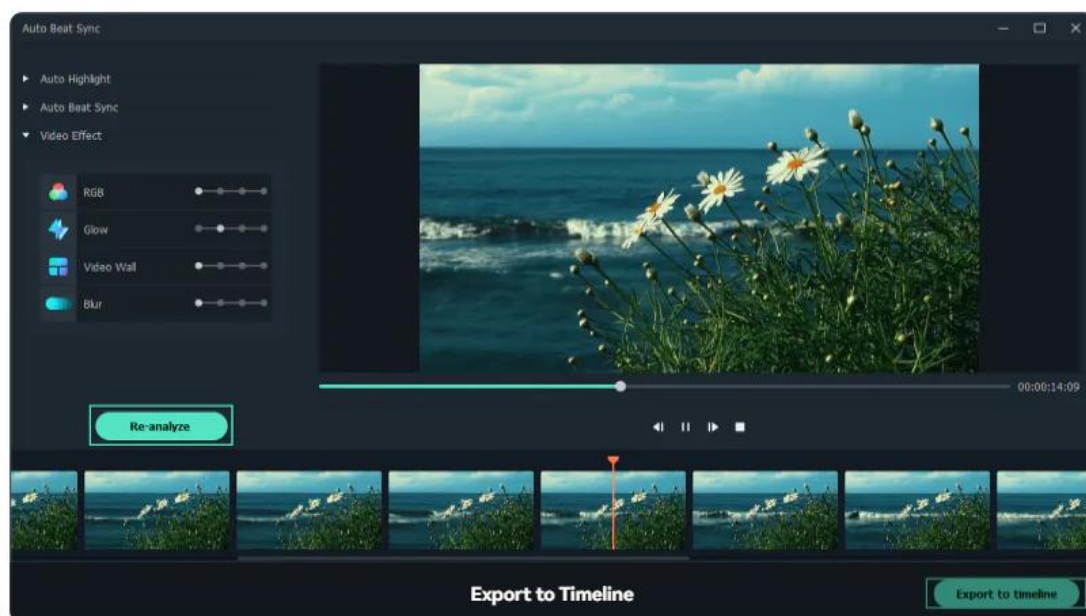 Auto Beat Sync
Auto Highlight
Auto Beat Sync
Video Effect
RGB
Glow
Video Wall
Blur
00:00:14:09
Re-analyze
Export to Timeline
Export to timeline